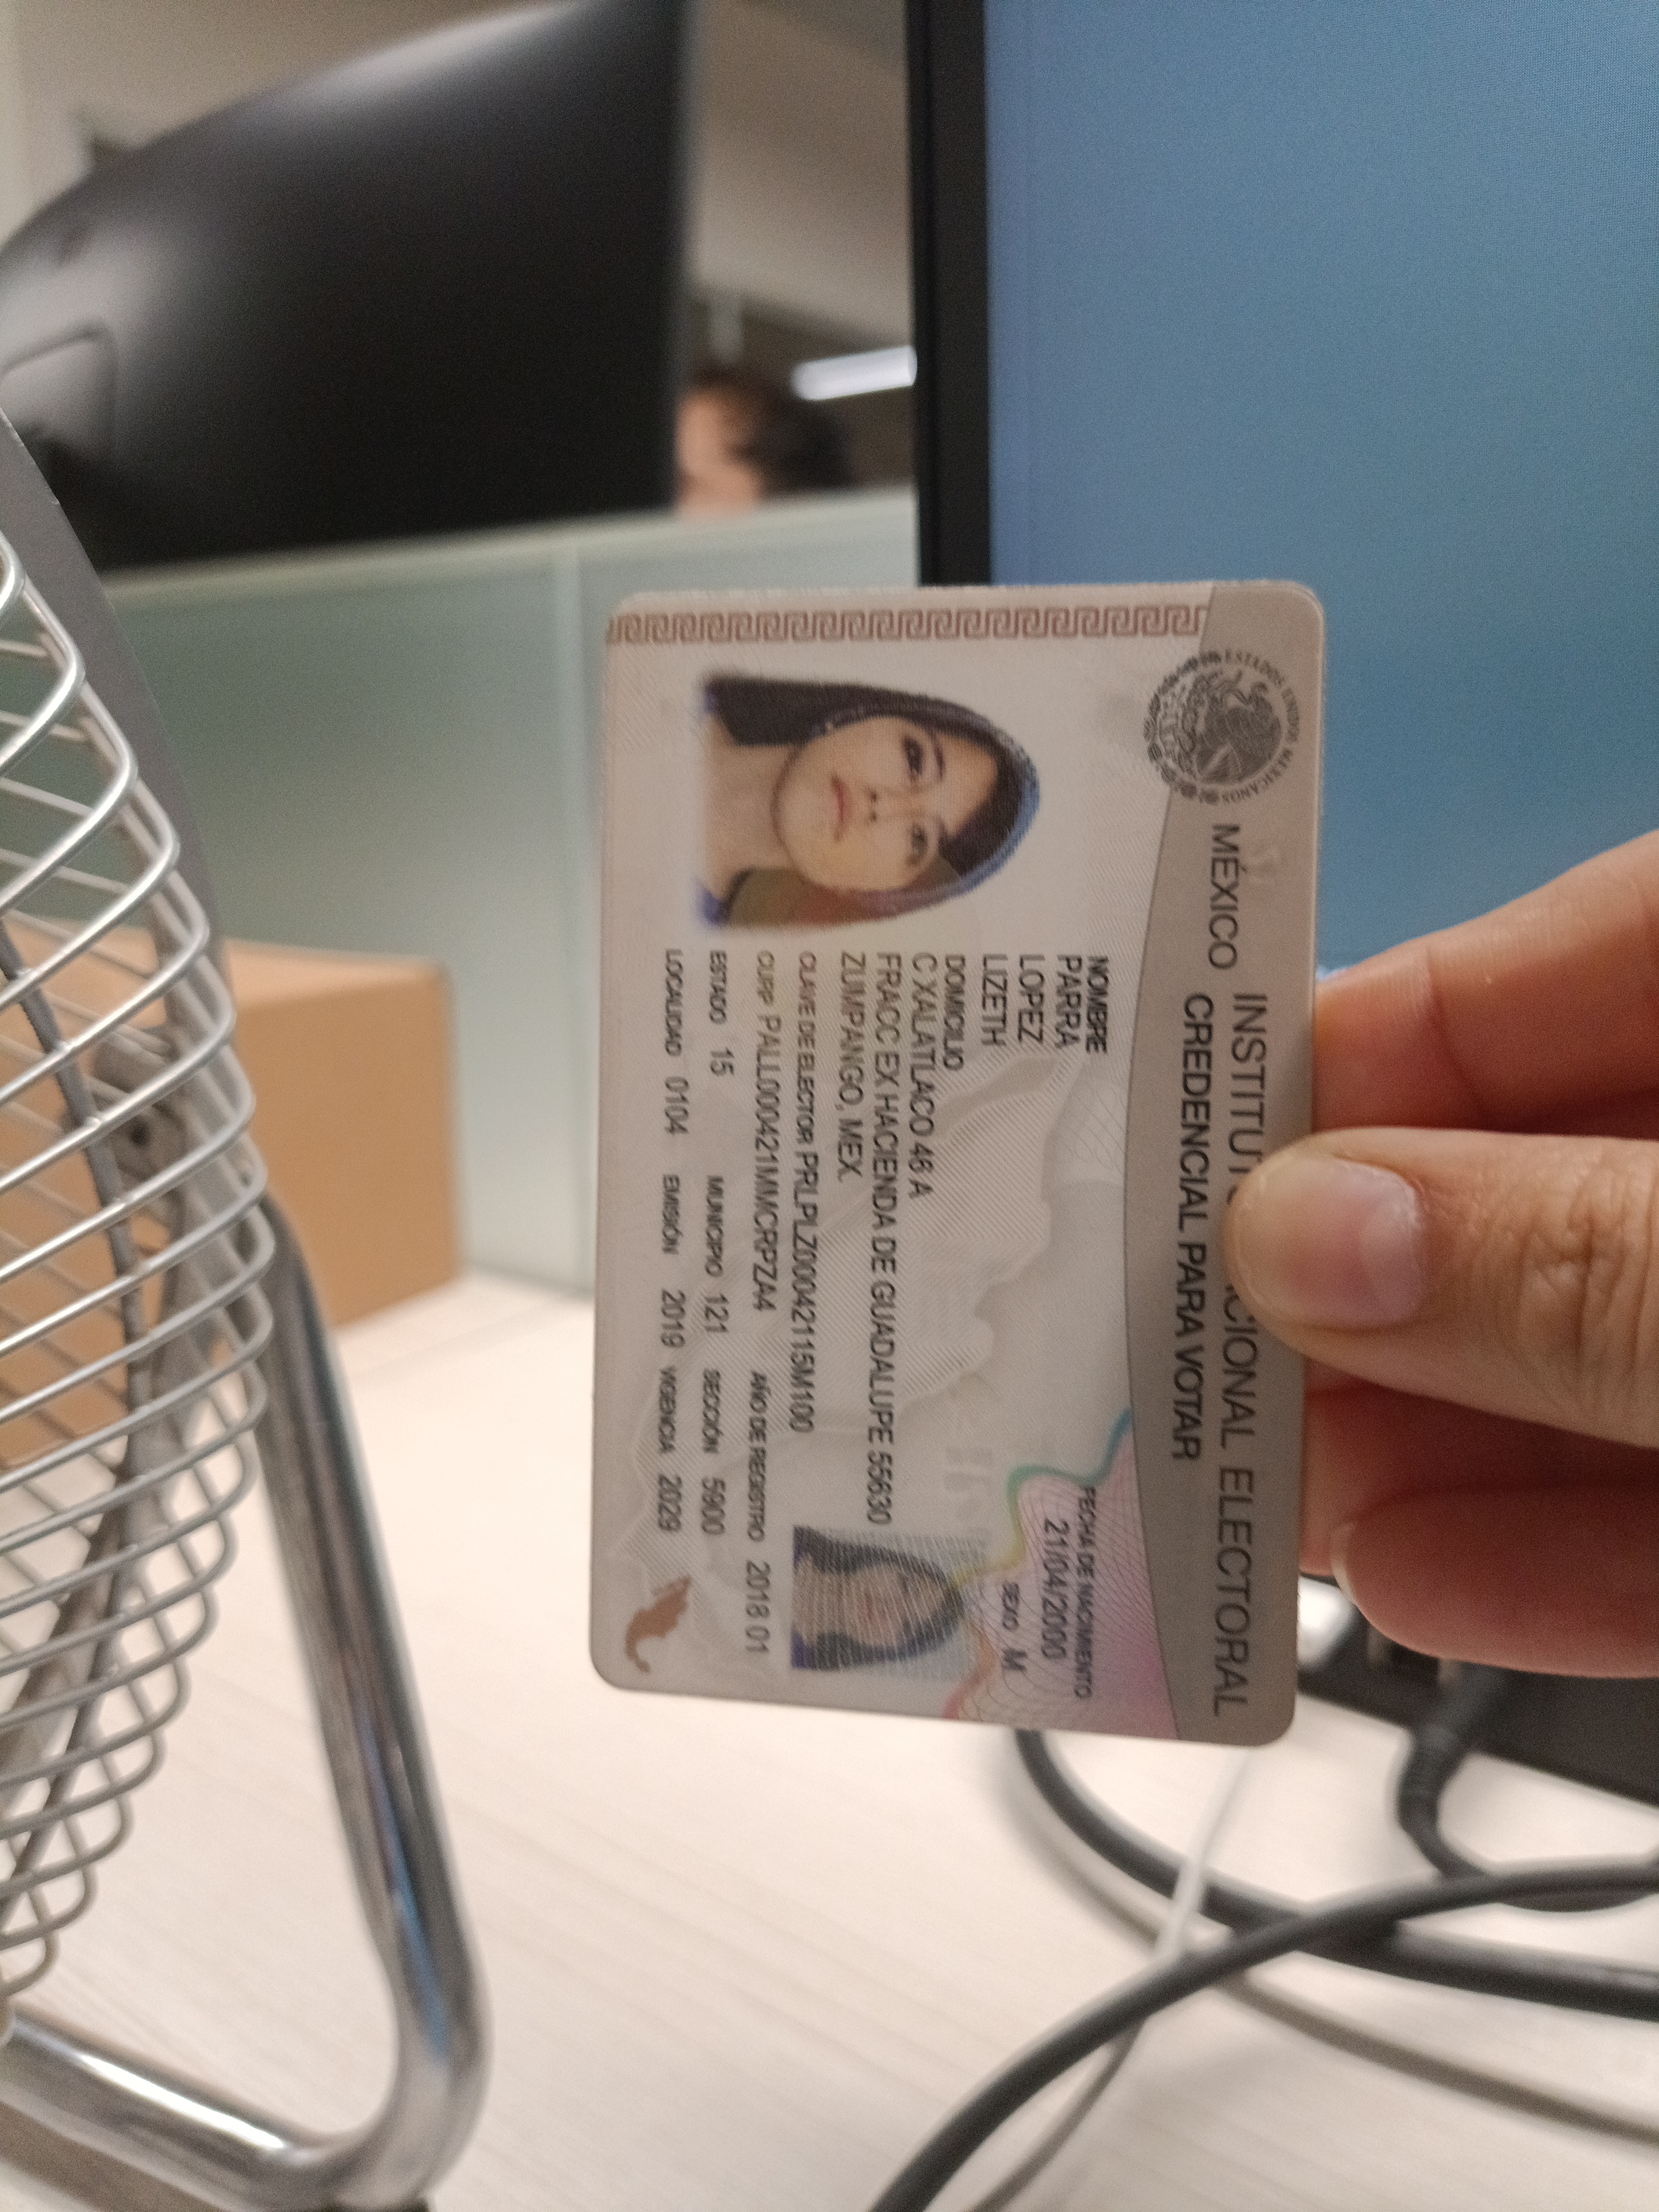 ESTADOS UNIDOS MEXICANOS
MÉXICO INSTITUT CIONAL ELECTORAL
CREDENCIAL PARA VOTAR
NOMBRE
PARRA
LOPEZ
LIZETH
FECHA DE NACIMIENTO
21/04/2000
SEXO M
DOMICILIO
C XALATLACO 46 A
FRACC EX HACIENDA DE GUADALUPE 55630
ZUMPANGO, MEX.
CLAVE DE ELECTOR PRLPLZ00042115M100
CURP PALL000421MMCRPZA4 AÑO DE REGISTRO 2018 01
ESTADO 15 MUNICIPIO 121 SECCIÓN 5900
LOCALIDAD 0104 EMISIÓN 2019 VIGENCIA 2029